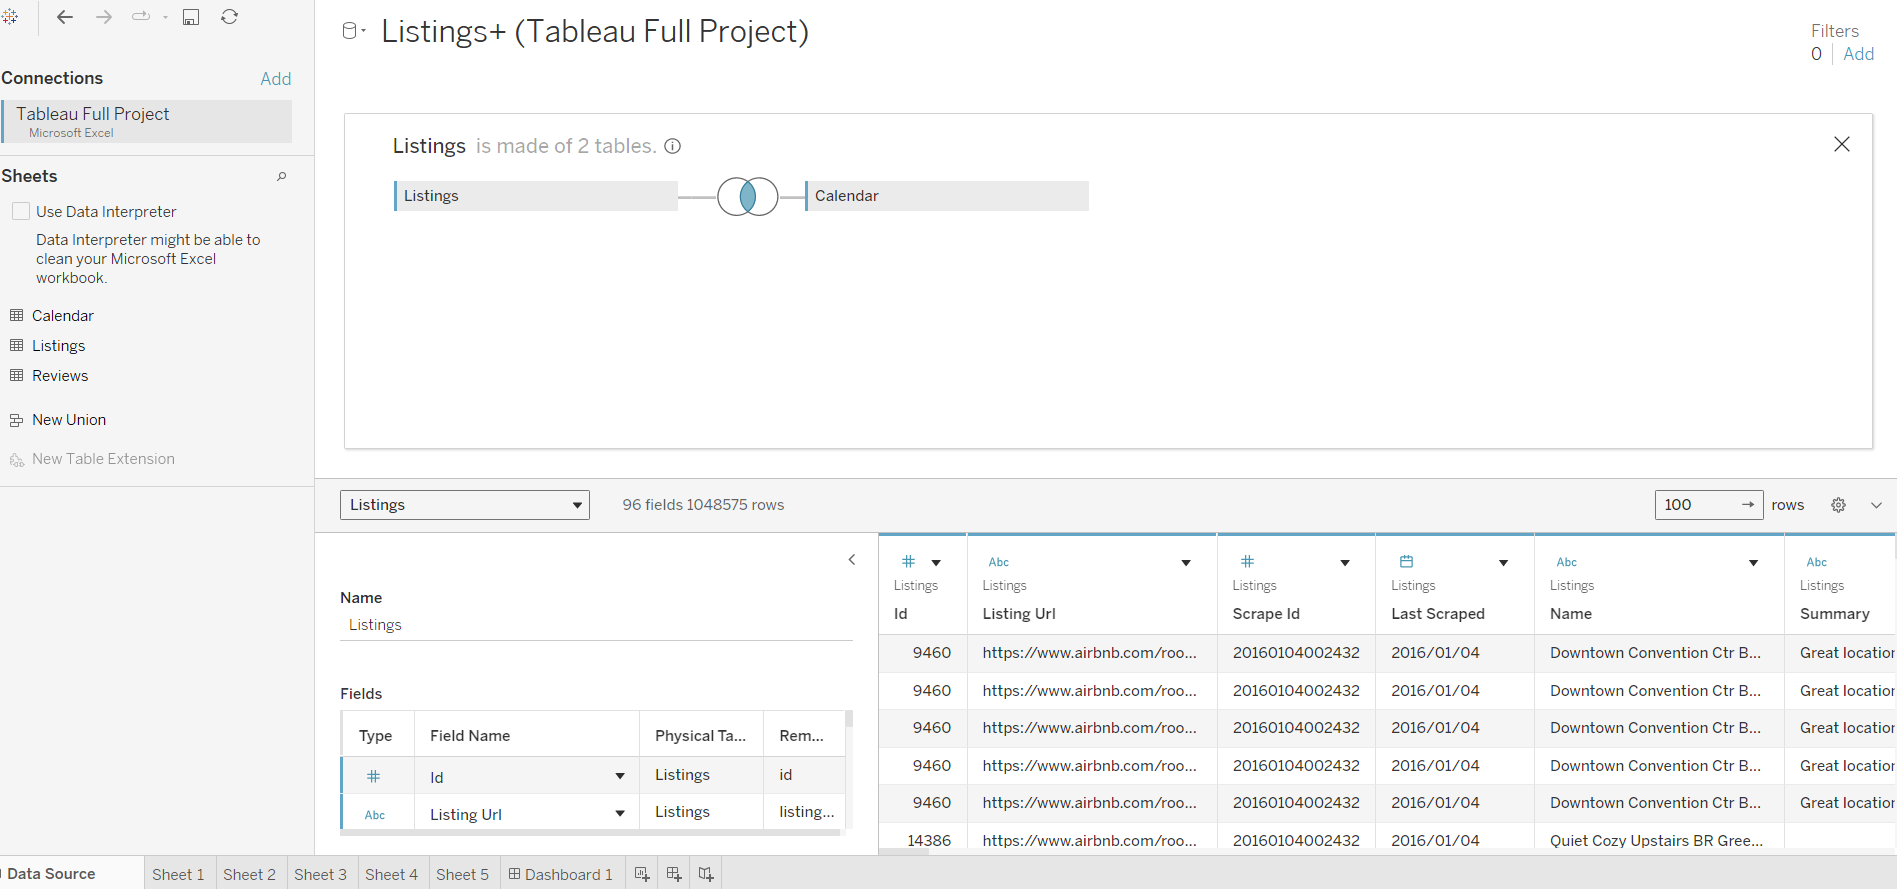 Listings+ (Tableau Full Project)
Filters
0 Add
Connections
Add
Tableau Full Project
Microsoft Excel
Sheets
Use Data Interpreter
Data Interpreter might be able to
clean your Microsoft Excel
workbook.
Calendar
Listings
Reviews
New Union
New Table Extension
Listings is made of 2 tables.
Listings
Calendar
Listings
96 fields 1048575 rows
100 → rows
Name
Listings
Fields
Type Field Name Physical Ta... Rem...
# Id Listings id
Abc Listing Url Listings listing...
# Abc # Abc Abc
Listings Listings Listings Listings Listings Listings
Id Listing Url Scrape Id Last Scraped Name Summary
9460 https://www.airbnb.com/roo... 20160104002432 2016/01/04 Downtown Convention Ctr B... Great location
9460 https://www.airbnb.com/roo... 20160104002432 2016/01/04 Downtown Convention Ctr B... Great location
9460 https://www.airbnb.com/roo... 20160104002432 2016/01/04 Downtown Convention Ctr B... Great location
9460 https://www.airbnb.com/roo... 20160104002432 2016/01/04 Downtown Convention Ctr B... Great location
9460 https://www.airbnb.com/roo... 20160104002432 2016/01/04 Downtown Convention Ctr B... Great location
14386 https://www.airbnb.com/roo... 20160104002432 2016/01/04 Quiet Cozy Upstairs BR Gree...
Data Source Sheet 1 Sheet 2 Sheet 3 Sheet 4 Sheet 5 Dashboard 1